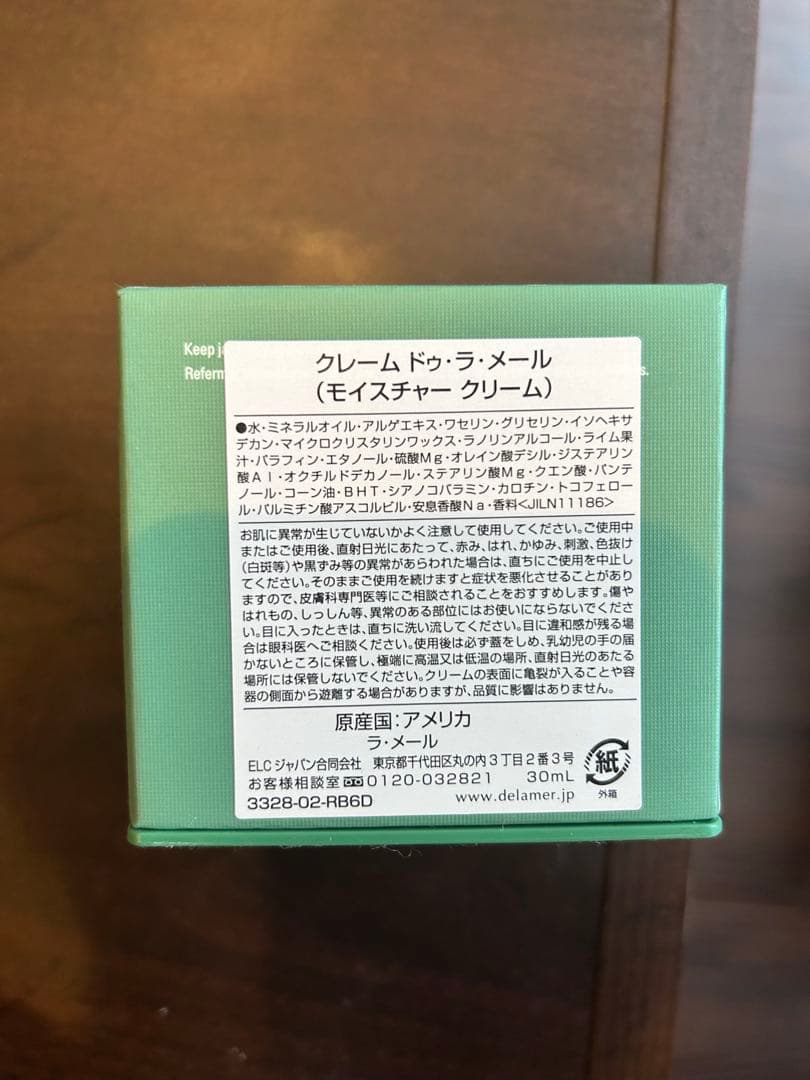 Keep
Refern
s.
クレーム ドゥ・ラ・メール
(モイスチャー クリーム)
●水・ミネラルオイル・アルゲエキス・ワセリン・グリセリン・イソヘキサ
デカン・マイクロクリスタリンワックス・ラノリンアルコール・ライム果
汁・パラフィン・エタノール・硫酸Mg・オレイン酸デシル・ジステアリン
酸Al・オクチルドデカノール・ステアリン酸Mg・クエン酸・パンテ
ノール・コーン油・BHT・シアノコバラミン・カロチン・トコフェロー
ル・パルミチン酸アスコルビル・安息香酸Na・香料<JILN11186>
お肌に異常が生じていないかよく注意して使用してください。ご使用中
またはご使用後、直射日光にあたって、赤み、はれ、かゆみ、刺激、色抜け
(白斑等)や黒ずみ等の異常があらわれた場合は、直ちにご使用を中止し
てください。そのままご使用を続けますと症状を悪化させることがあり
ますので、皮膚科専門医等にご相談されることをおすすめします。傷や
はれもの、しっしん等、異常のある部位にはお使いにならないでくださ
い。目に入ったときは、直ちに洗い流してください。目に違和感が残る場
合は眼科医へご相談ください。使用後は必ず蓋をしめ、乳幼児の手の届
かないところに保管し、極端に高温又は低温の場所、直射日光のあたる
場所には保管しないでください。クリームの表面に亀裂が入ることや容
器の側面から遊離する場合がありますが、品質に影響はありません。
原産国:アメリカ
ラ・メール
ELCジャパン合同会社 東京都千代田区丸の内3丁目2番3号
お客様相談室 0120-032821 30mL
3328-02-RB6D www.delamer.jp
紙
外箱